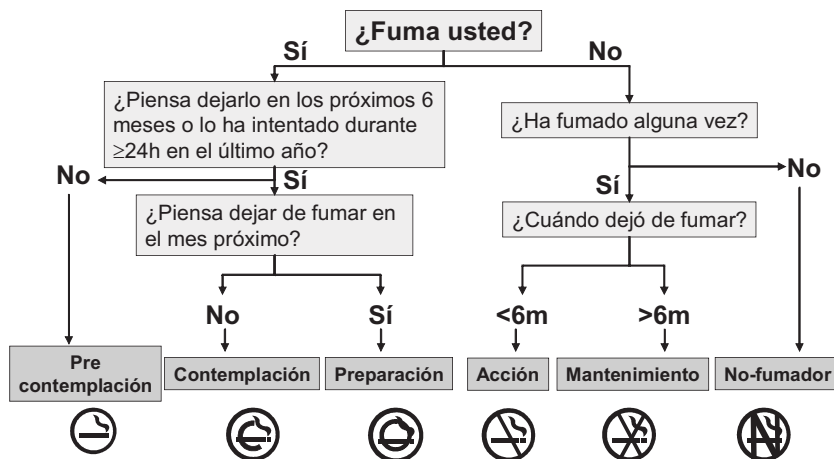 ¿Fuma usted?
Sí
No
¿Piensa dejarlo en los próximos 6
meses o lo ha intentado durante
≥24h en el último año?
¿Ha fumado alguna vez?
No
Sí
Sí
No
¿Piensa dejar de fumar en
el mes próximo?
¿Cuándo dejó de fumar?
No
Sí
<6m
>6m
Pre
contemplación
Contemplación
Preparación
Acción
Mantenimiento
No-fumador